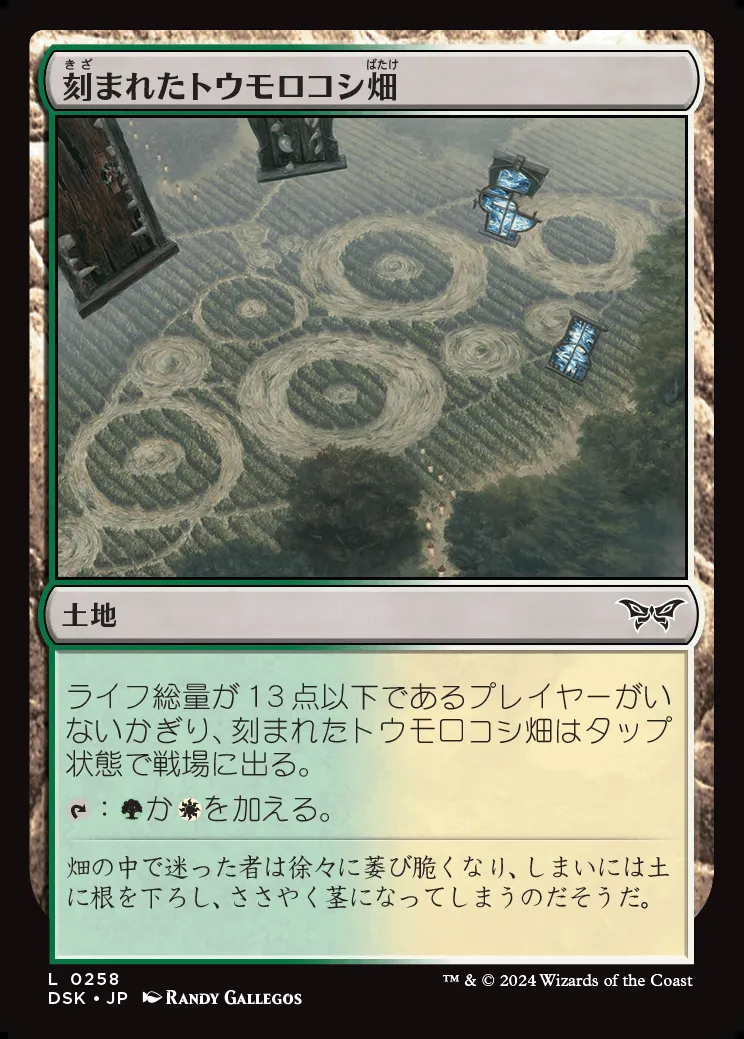 刻まれたトウモロコシ畑
土地
ライフ総量が13点以下であるプレイヤーがい
ないかぎり、刻まれたトウモロコシ畑はタップ
状態で戦場に出る。
：か を加える。
畑の中で迷った者は徐々に萎び脆くなり、しまいには土
に根を下ろし、ささやく茎になってしまうのだそうだ。
L 0258
DSK • JP RANDY GALLEGOS
™ & © 2024 Wizards of the Coast